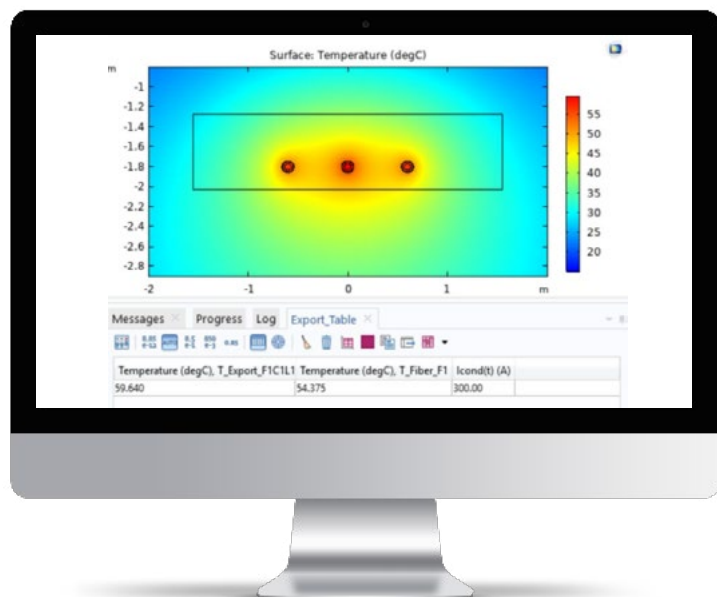 Surface: Temperature (degC)
m
-1
-1.2
-1.4
-1.6
-1.8
-2
-2.2
-2.4
-2.6
-2.8
-2
-1
0
1
m
55
50
45
40
35
30
25
20
Messages
Progress
Log
Export_Table
Temperature (degC), T_Export_F1C1L1 Temperature (degC), T_Fiber_F1 Icond(t) (A)
59.640 54.375 300.00